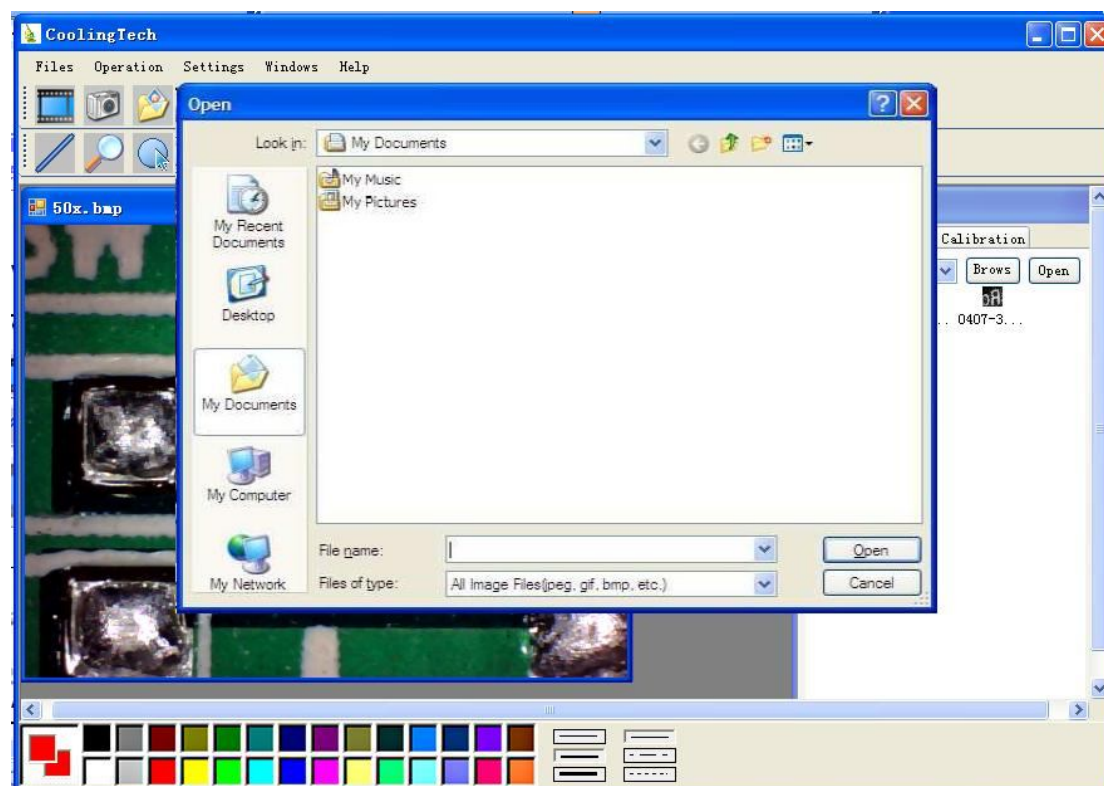 CoolingTech
Files Operation Settings Windows Help
Open
Look in: My Documents
My Music
My Pictures
My Recent Documents
Desktop
My Documents
My Computer
My Network
File name:
Open
Files of type: All Image Files(jpeg, gif, bmp, etc.)
Cancel
50x.bmp
SW
Calibration
Brows Open
.. 0407-3...